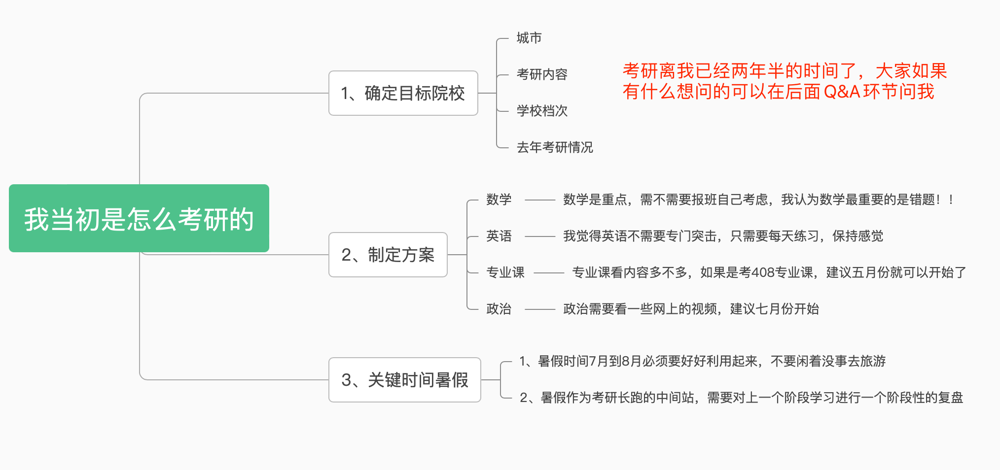 我当初是怎么考研的
1、确定目标院校
城市
考研内容
学校档次
去年考研情况
考研离我已经两年半的时间了，大家如果
有什么想问的可以在后面Q&A环节问我
2、制定方案
数学
数学是重点，需不需要报班自己考虑，我认为数学最重要的是错题！！
英语
我觉得英语不需要专门突击，只需要每天练习，保持感觉
专业课
专业课看内容多不多，如果是考408专业课，建议五月份就可以开始了
政治
政治需要看一些网上的视频，建议七月份开始
3、关键时间暑假
1、暑假时间7月到8月必须要好好利用起来，不要闲着没事去旅游
2、暑假作为考研长跑的中间站，需要对上一个阶段学习进行一个阶段性的复盘